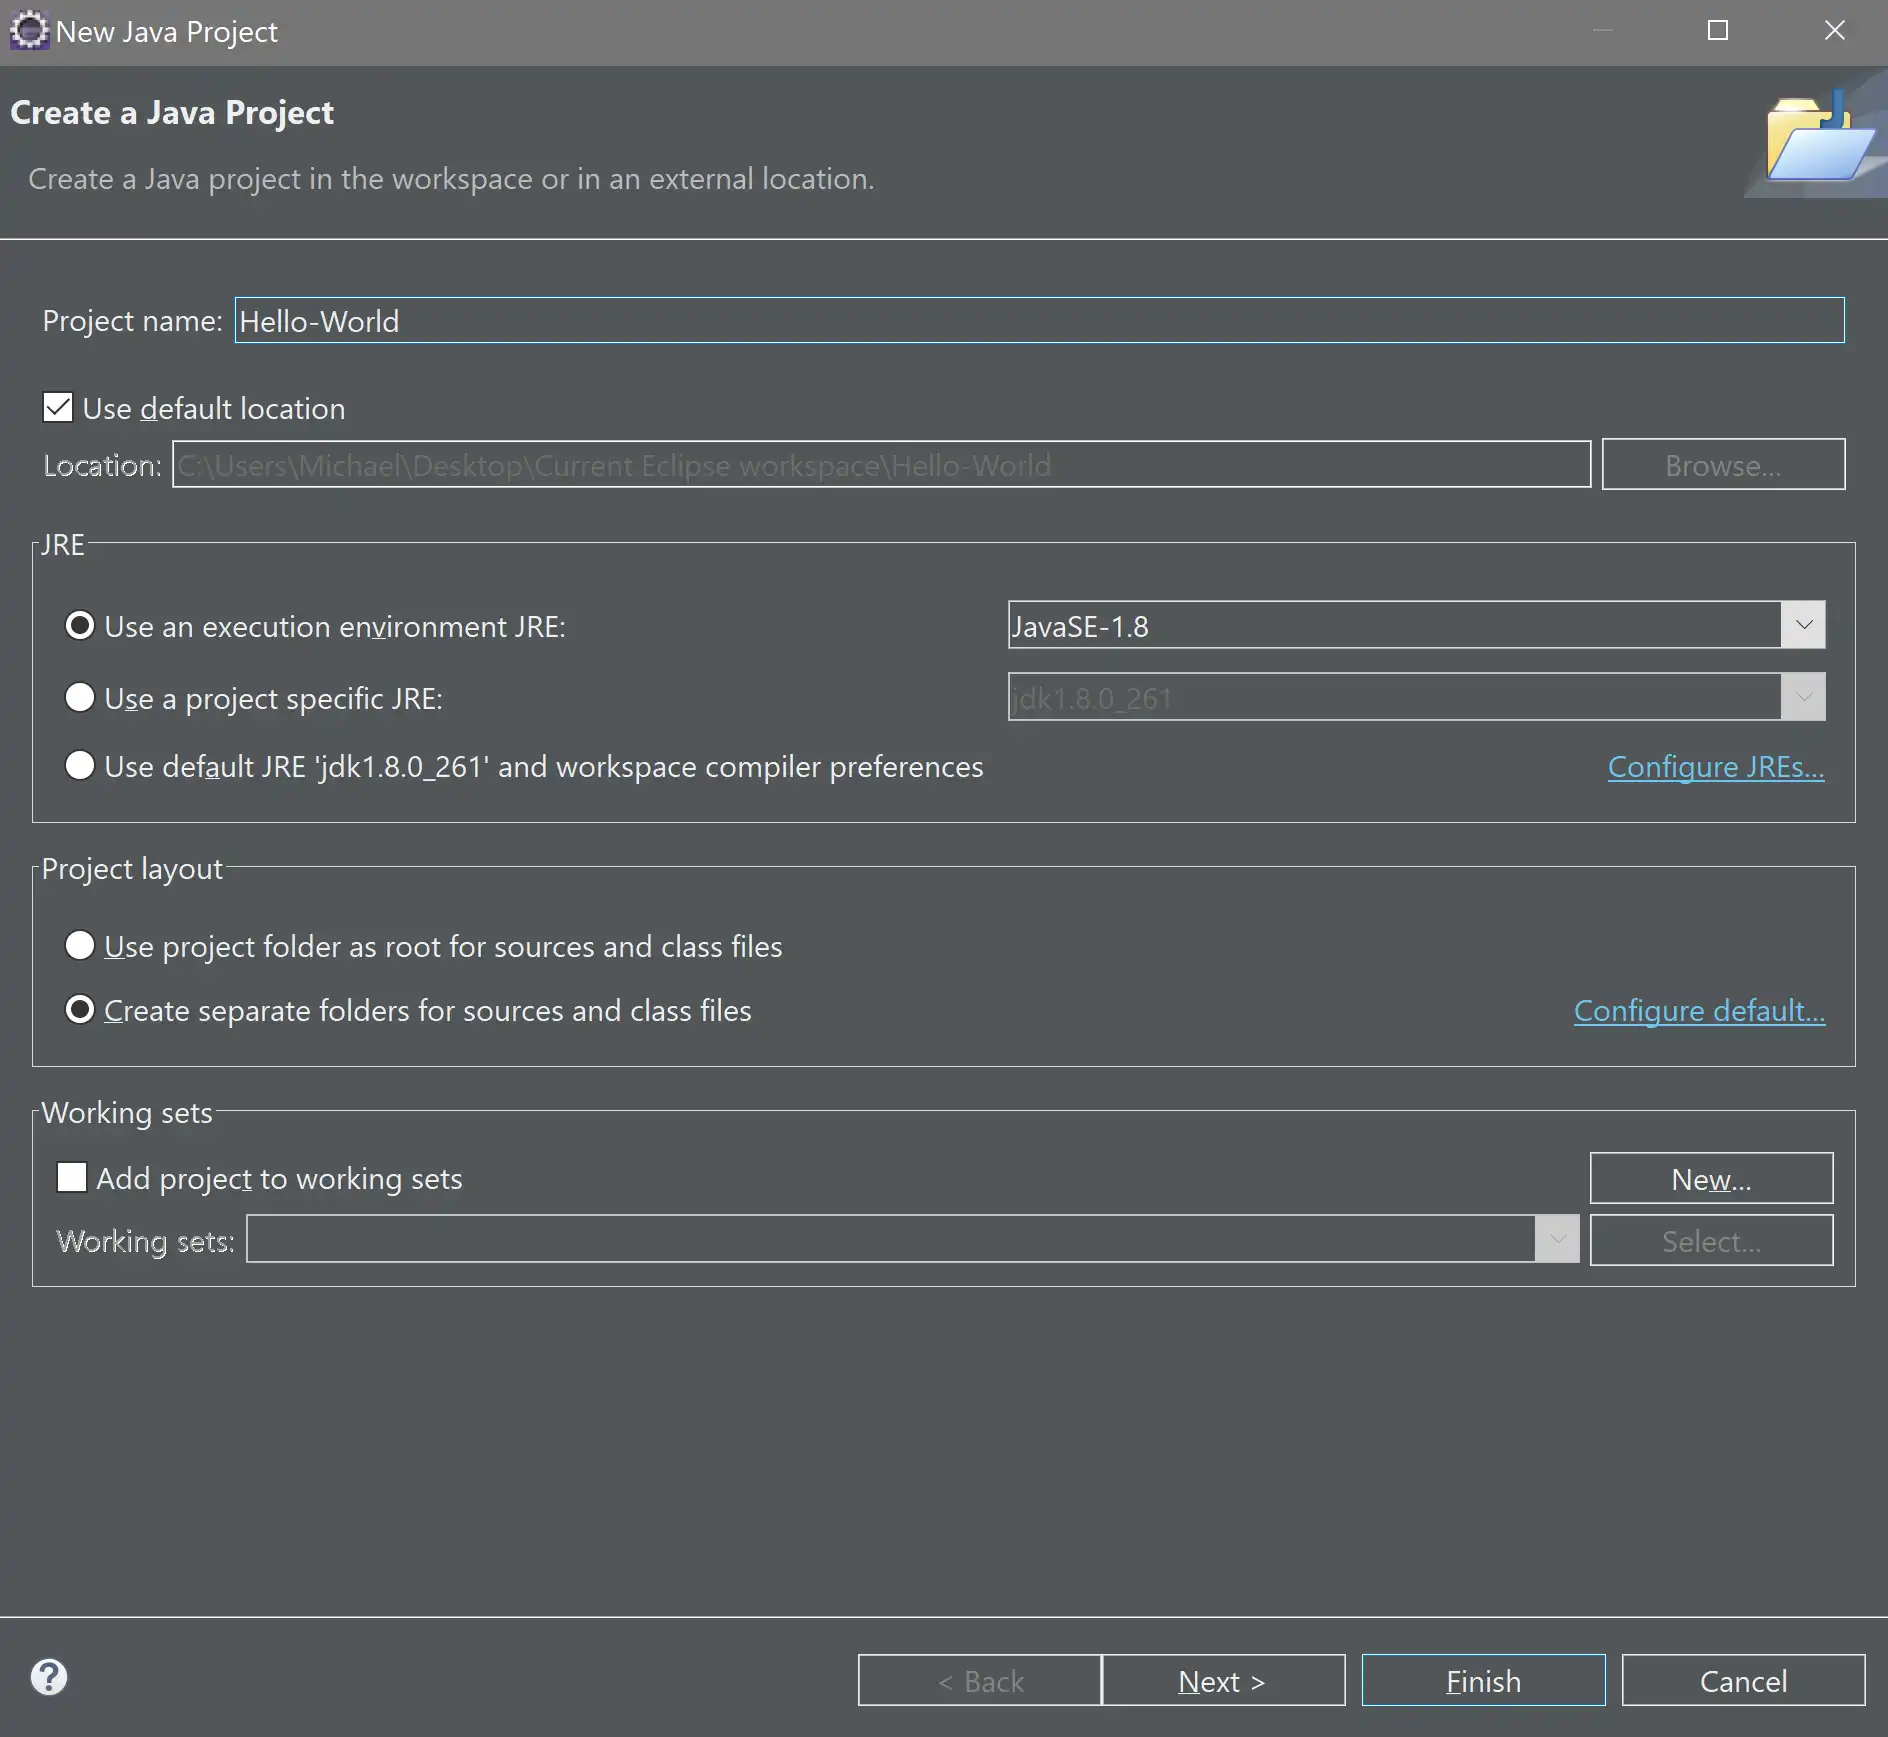 New Java Project
Create a Java Project
Create a Java project in the workspace or in an external location.
Project name: Hello-World
Use default location
Location: C:\Users\Michael\Desktop\Current Eclipse workspace\Hello-World Browse...
JRE
Use an execution environment JRE: JavaSE-1.8
Use a project specific JRE: jdk1.8.0_261
Use default JRE 'jdk1.8.0_261' and workspace compiler preferences Configure JREs...
Project layout
Use project folder as root for sources and class files
Create separate folders for sources and class files Configure default...
Working sets
Add project to working sets New...
Working sets: Select...
? < Back Next > Finish Cancel